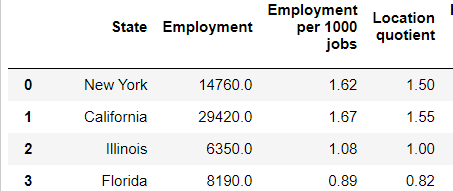 State Employment Employment per 1000 jobs Location quotient
0 New York 14760.0 1.62 1.50
1 California 29420.0 1.67 1.55
2 Illinois 6350.0 1.08 1.00
3 Florida 8190.0 0.89 0.82